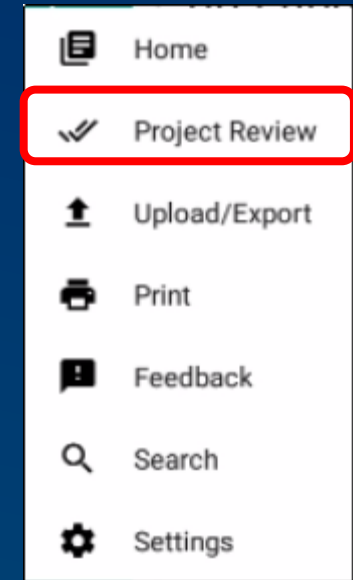 Home
Project Review
Upload/Export
Print
Feedback
Search
Settings